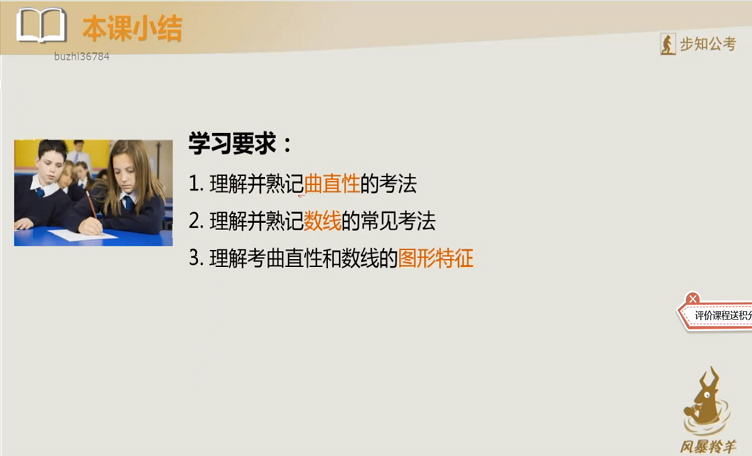 本课小结
buzhi36784
步知公考
学习要求：
1. 理解并熟记曲直性的考法
2. 理解并熟记数线的常见考法
3. 理解考曲直性和数线的图形特征
评价课程送积分
风暴羚羊